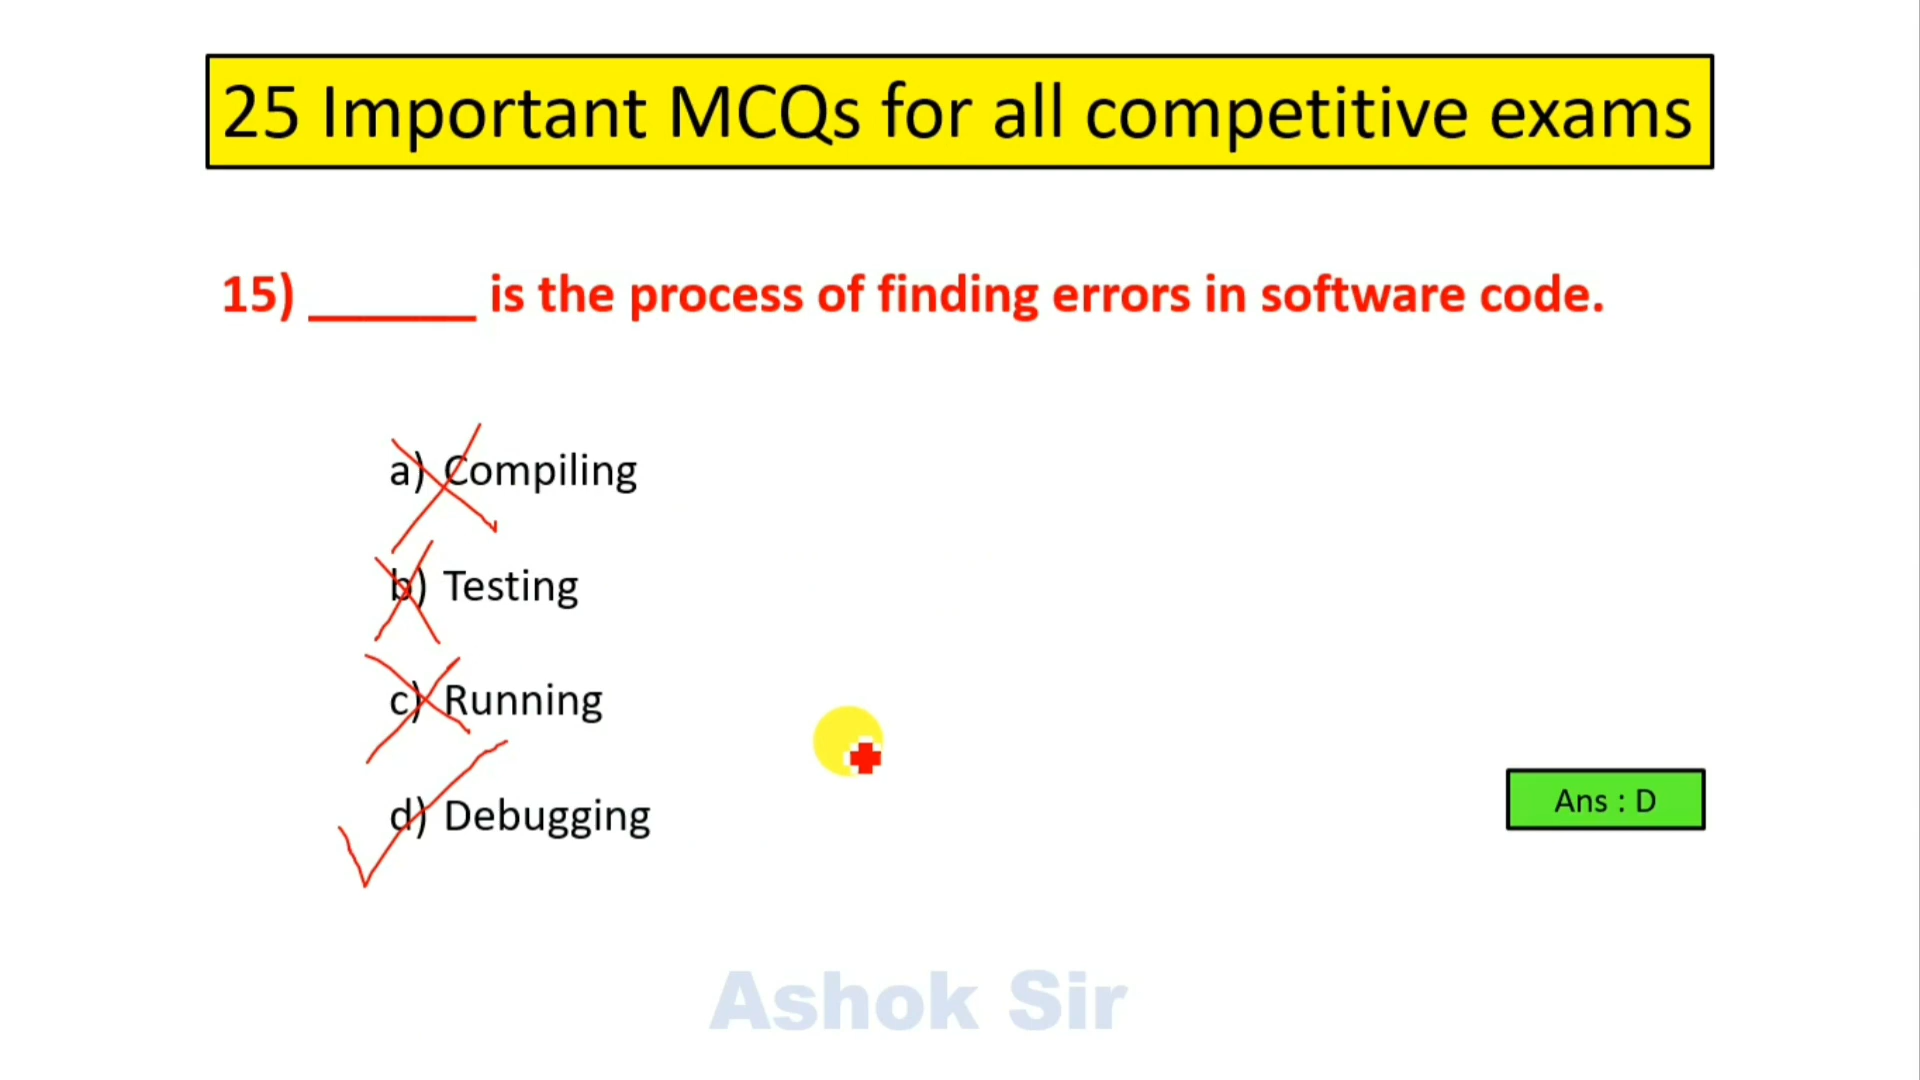 25 Important MCQs for all competitive exams
15) ______ is the process of finding errors in software code.
a) Compiling
b) Testing
c) Running
d) Debugging
Ans : D
Ashok Sir